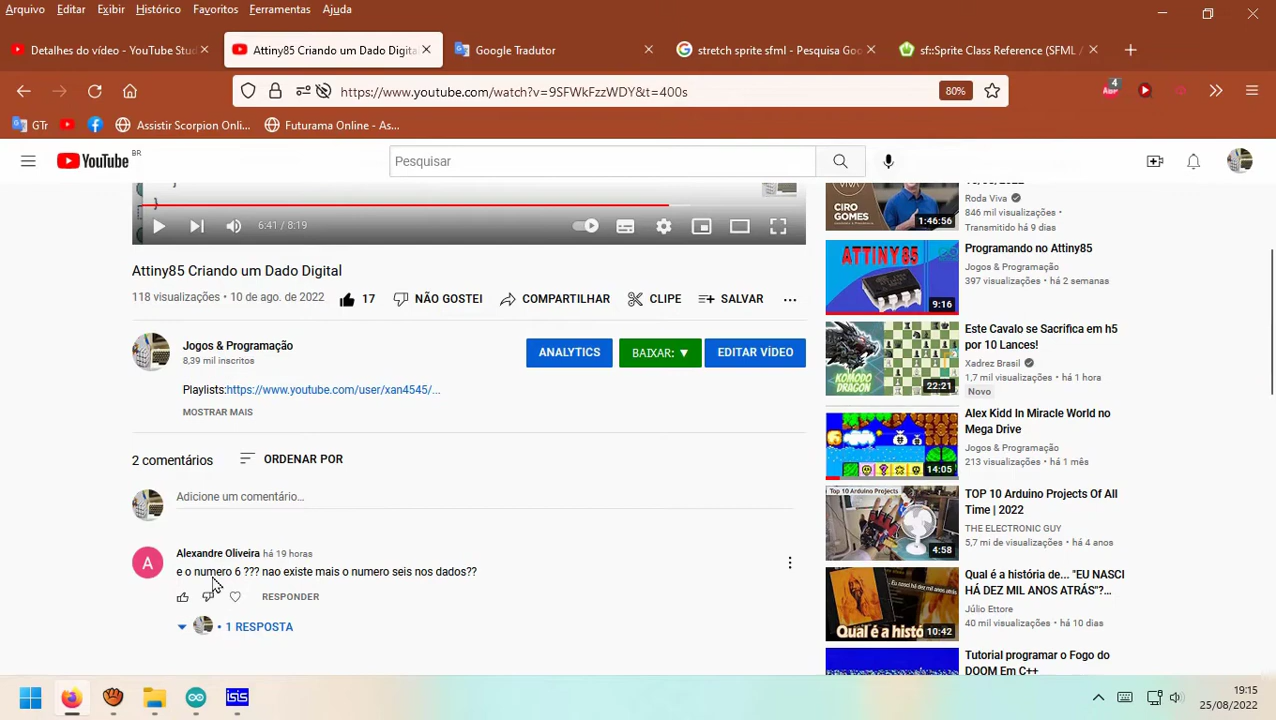 Arquivo Editar Exibir Histórico Favoritos Ferramentas Ajuda
Detalhes do vídeo - YouTube Stud
Attiny85 Criando um Dado Digital
Google Tradutor
stretch sprite sfml - Pesquisa Goo
sf::Sprite Class Reference (SFML /
https://www.youtube.com/watch?v=9SFWkFzzWDY&t=400s
80%
4
GTr
Assistir Scorpion Onli...
Futurama Online - As...
YouTube BR
Pesquisar
}
6:41 / 8:19
Attiny85 Criando um Dado Digital
118 visualizações • 10 de ago. de 2022
17
NÃO GOSTEI
COMPARTILHAR
CLIPE
SALVAR
Jogos & Programação
8,39 mil inscritos
ANALYTICS
BAIXAR: ▼
EDITAR VÍDEO
Playlists:https://www.youtube.com/user/xan4545/...
MOSTRAR MAIS
2 comentários
ORDENAR POR
Adicione um comentário...
A
Alexandre Oliveira há 19 horas
e o numero 6 ??? nao existe mais o numero seis nos dados??
RESPONDER
• 1 RESPOSTA
VIVA
CIRO
GOMES
1:46:56
Roda Viva
846 mil visualizações •
Transmitido há 9 dias
ATTINY 85
9:16
Programando no Attiny85
Jogos & Programação
397 visualizações • há 2 semanas
KOMODO
DRAGON
22:21
Este Cavalo se Sacrifica em h5
por 10 Lances!
Xadrez Brasil
1,7 mil visualizações • há 1 hora
Novo
14:05
Alex Kidd In Miracle World no
Mega Drive
Jogos & Programação
213 visualizações • há 1 mês
Top 10 Arduino Projects
4:58
TOP 10 Arduino Projects Of All
Time | 2022
THE ELECTRONIC GUY
5,7 mi de visualizações • há 4 anos
Qual é a histó
10:42
Qual é a história de... "EU NASCI
HÁ DEZ MIL ANOS ATRÁS"?...
Júlio Ettore
40 mil visualizações • há 10 dias
Tutorial programar o Fogo do
DOOM Em C++
isis
19:15
25/08/2022